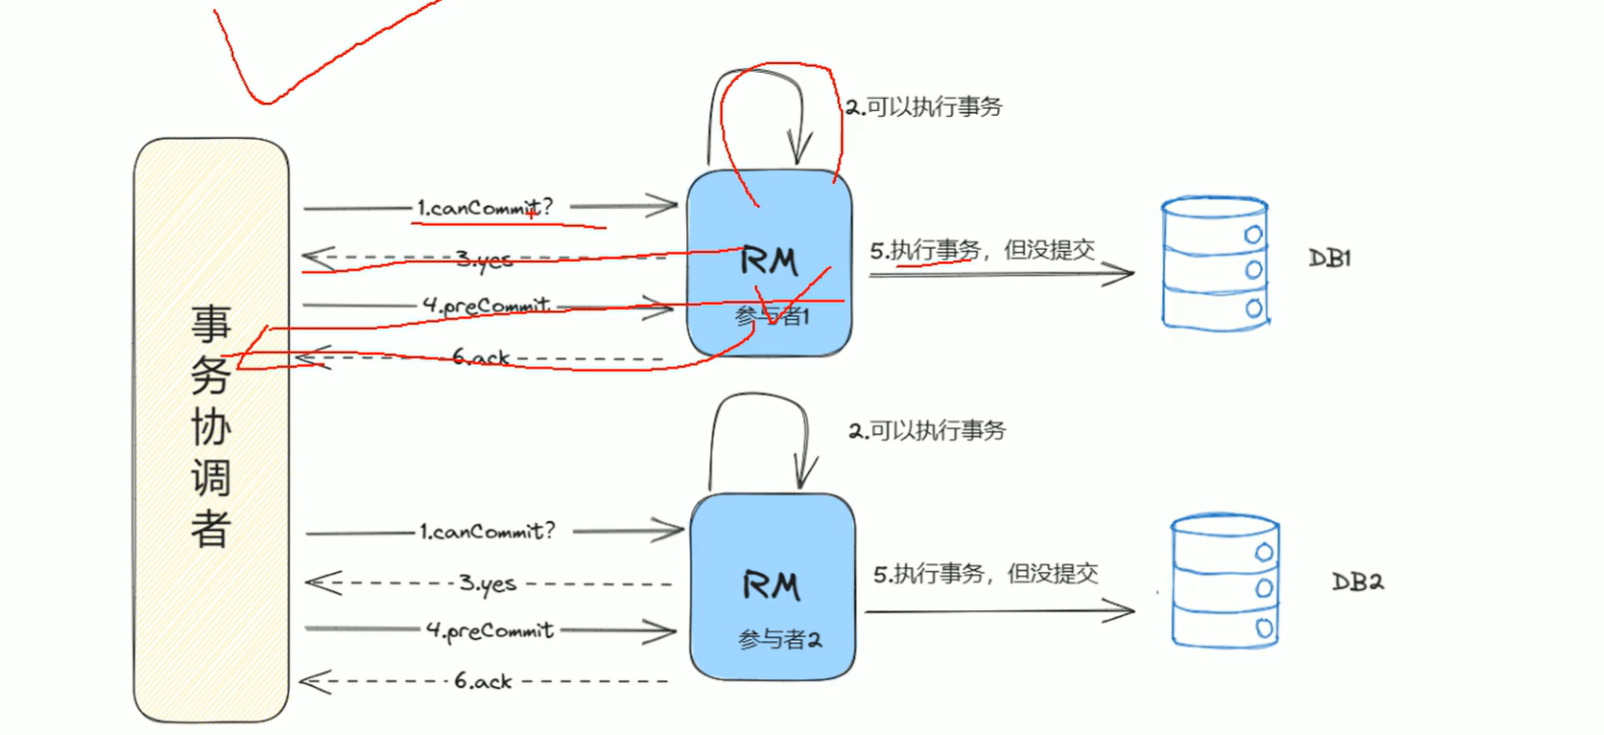 事务协调者
2.可以执行事务
1.canCommit?
3.yes
4.preCommit
6.ack
RM
参与者1
5.执行事务，但没提交
DB1
2.可以执行事务
1.canCommit?
3.yes
4.preCommit
6.ack
RM
参与者2
5.执行事务，但没提交
DB2